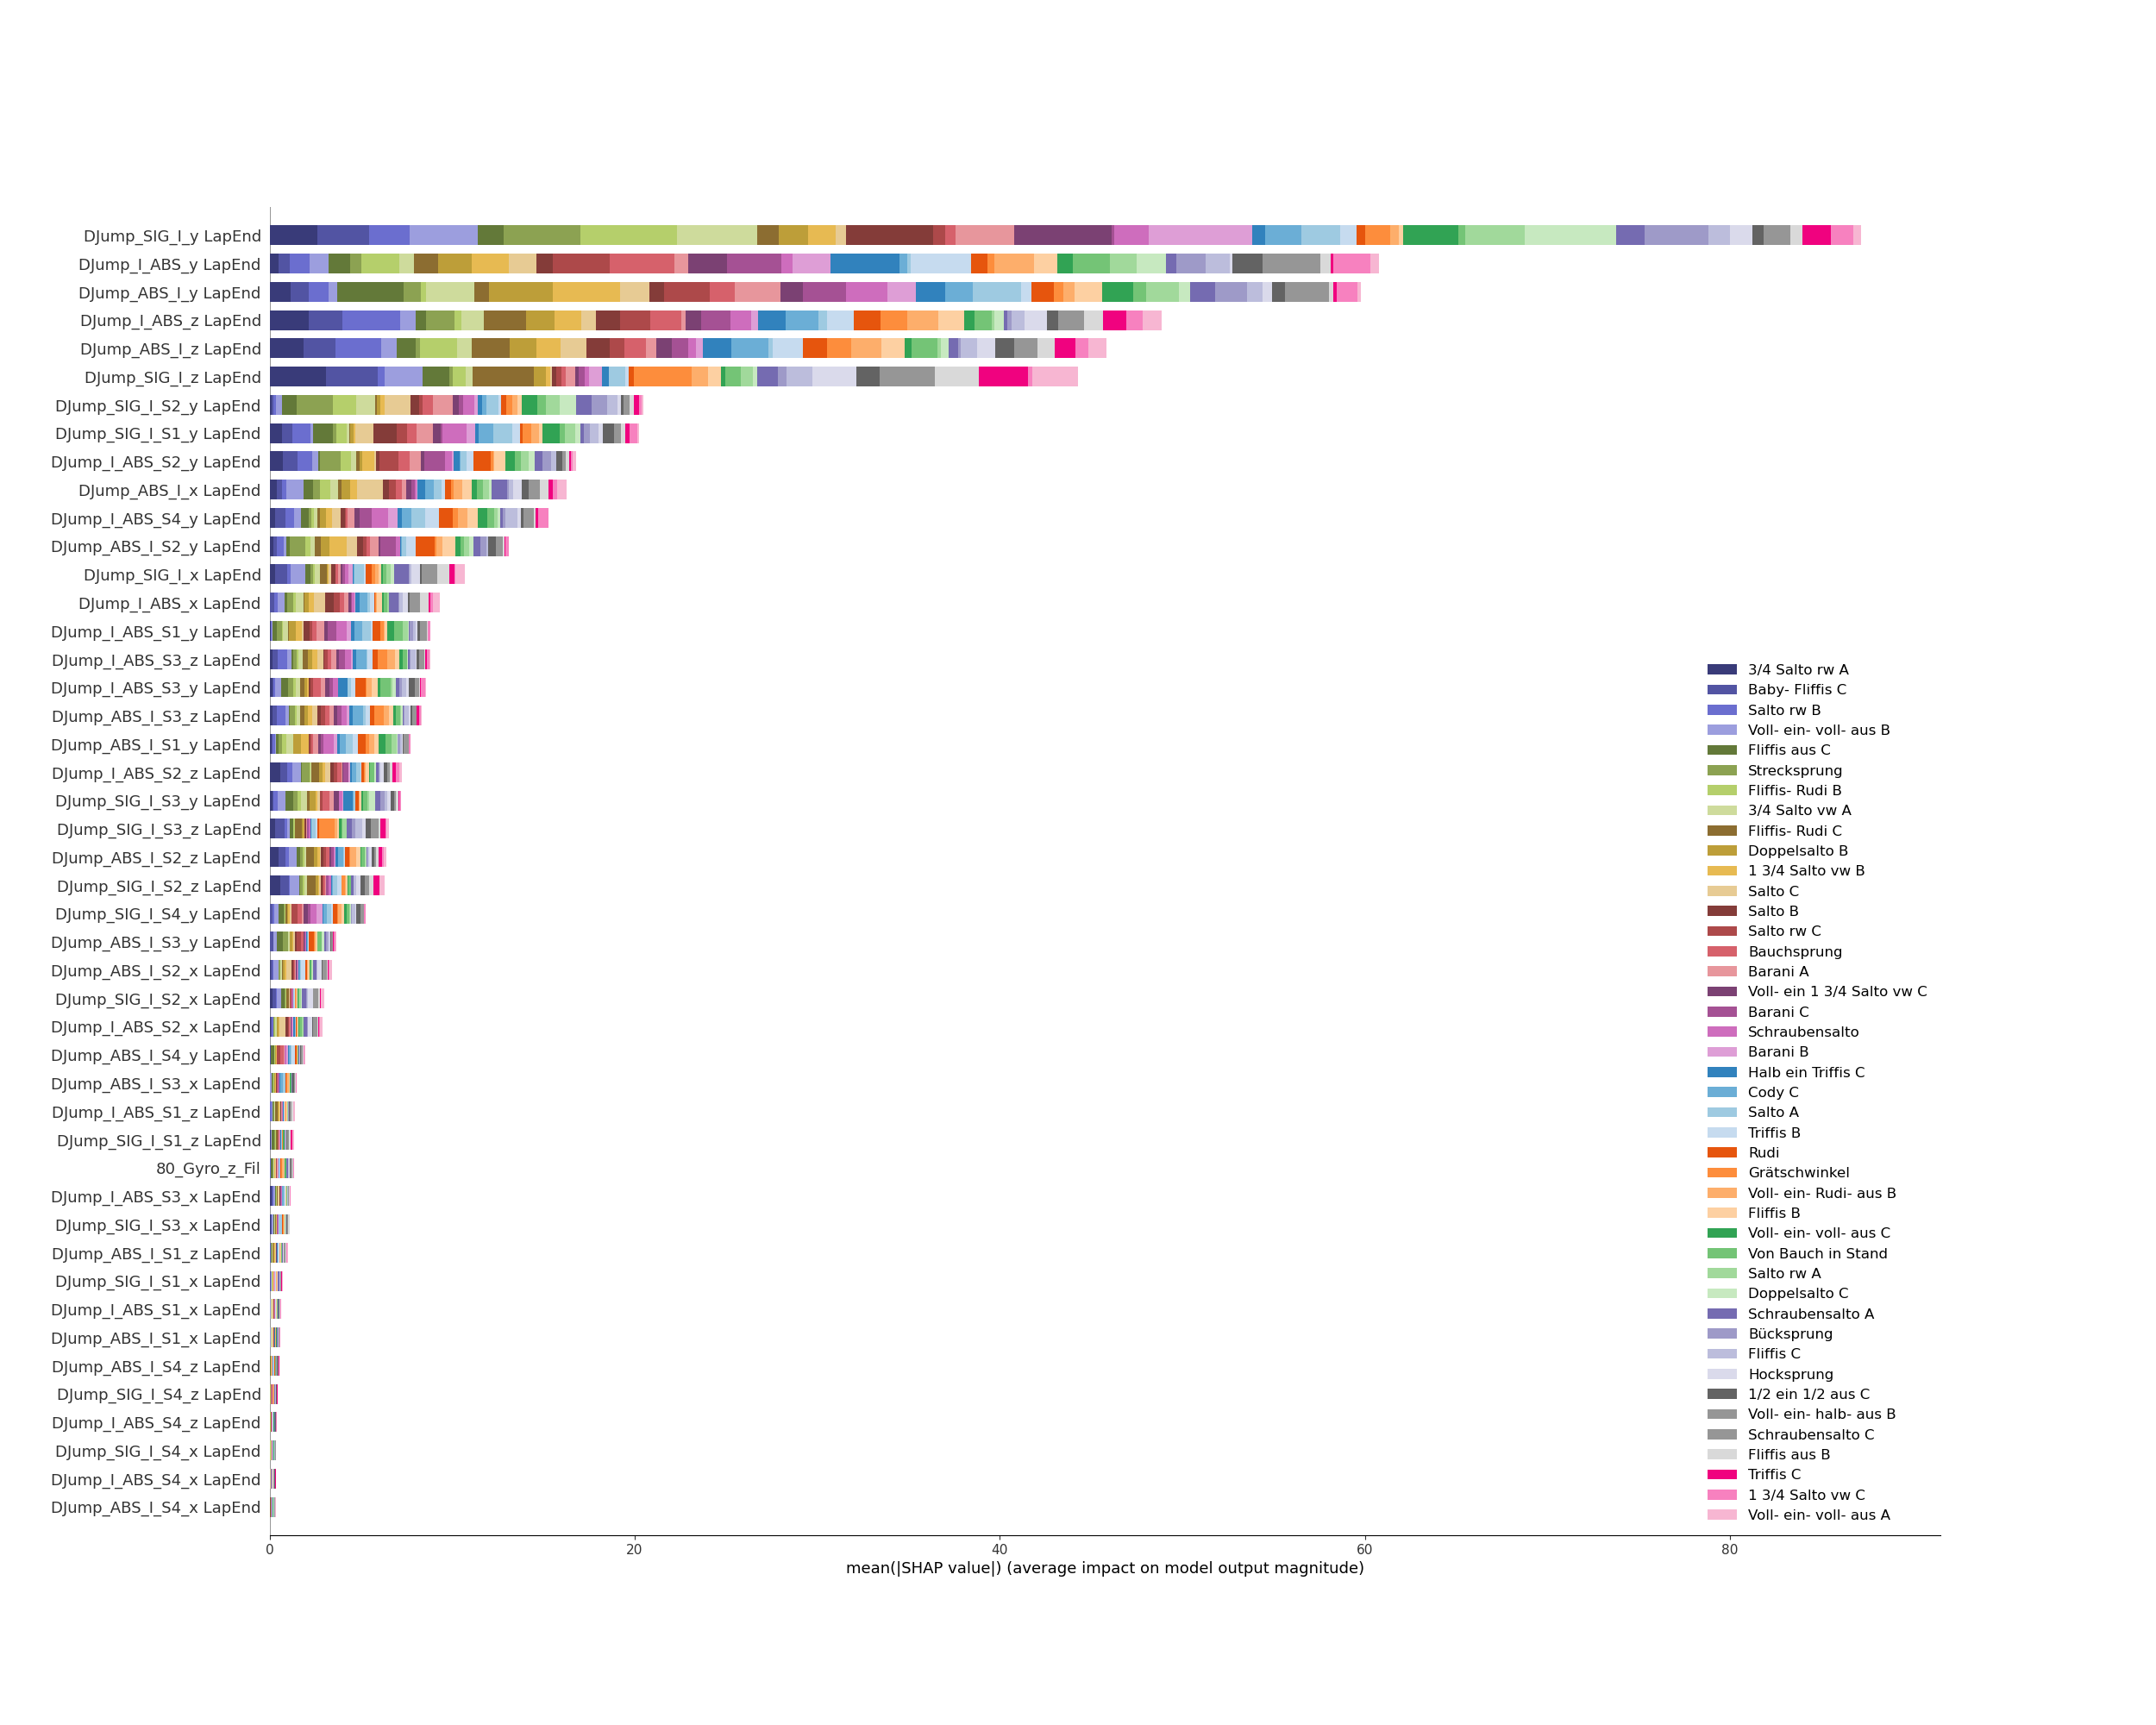 DJump_SIG_I_y LapEnd
DJump_I_ABS_y LapEnd
DJump_ABS_I_y LapEnd
DJump_I_ABS_z LapEnd
DJump_ABS_I_z LapEnd
DJump_SIG_I_z LapEnd
DJump_SIG_I_S2_y LapEnd
DJump_SIG_I_S1_y LapEnd
DJump_I_ABS_S2_y LapEnd
DJump_ABS_I_x LapEnd
DJump_I_ABS_S4_y LapEnd
DJump_ABS_I_S2_y LapEnd
DJump_SIG_I_x LapEnd
DJump_I_ABS_x LapEnd
DJump_I_ABS_S1_y LapEnd
DJump_I_ABS_S3_z LapEnd
DJump_I_ABS_S3_y LapEnd
DJump_ABS_I_S3_z LapEnd
DJump_ABS_I_S1_y LapEnd
DJump_I_ABS_S2_z LapEnd
DJump_SIG_I_S3_y LapEnd
DJump_SIG_I_S3_z LapEnd
DJump_ABS_I_S2_z LapEnd
DJump_SIG_I_S2_z LapEnd
DJump_SIG_I_S4_y LapEnd
DJump_ABS_I_S3_y LapEnd
DJump_ABS_I_S2_x LapEnd
DJump_SIG_I_S2_x LapEnd
DJump_I_ABS_S2_x LapEnd
DJump_ABS_I_S4_y LapEnd
DJump_ABS_I_S3_x LapEnd
DJump_I_ABS_S1_z LapEnd
DJump_SIG_I_S1_z LapEnd
80_Gyro_z_Fil
DJump_I_ABS_S3_x LapEnd
DJump_SIG_I_S3_x LapEnd
DJump_ABS_I_S1_z LapEnd
DJump_SIG_I_S1_x LapEnd
DJump_I_ABS_S1_x LapEnd
DJump_ABS_I_S1_x LapEnd
DJump_ABS_I_S4_z LapEnd
DJump_SIG_I_S4_z LapEnd
DJump_I_ABS_S4_z LapEnd
DJump_SIG_I_S4_x LapEnd
DJump_I_ABS_S4_x LapEnd
DJump_ABS_I_S4_x LapEnd
3/4 Salto rw A
Baby- Fliffis C
Salto rw B
Voll- ein- voll- aus B
Fliffis aus C
Strecksprung
Fliffis- Rudi B
3/4 Salto vw A
Fliffis- Rudi C
Doppelsalto B
1 3/4 Salto vw B
Salto C
Salto B
Salto rw C
Bauchsprung
Barani A
Voll- ein 1 3/4 Salto vw C
Barani C
Schraubensalto
Barani B
Halb ein Triffis C
Cody C
Salto A
Triffis B
Rudi
Grätschwinkel
Voll- ein- Rudi- aus B
Fliffis B
Voll- ein- voll- aus C
Von Bauch in Stand
Salto rw A
Doppelsalto C
Schraubensalto A
Bücksprung
Fliffis C
Hocksprung
1/2 ein 1/2 aus C
Voll- ein- halb- aus B
Schraubensalto C
Fliffis aus B
Triffis C
1 3/4 Salto vw C
Voll- ein- voll- aus A
0 20 40 60 80
mean(|SHAP value|) (average impact on model output magnitude)